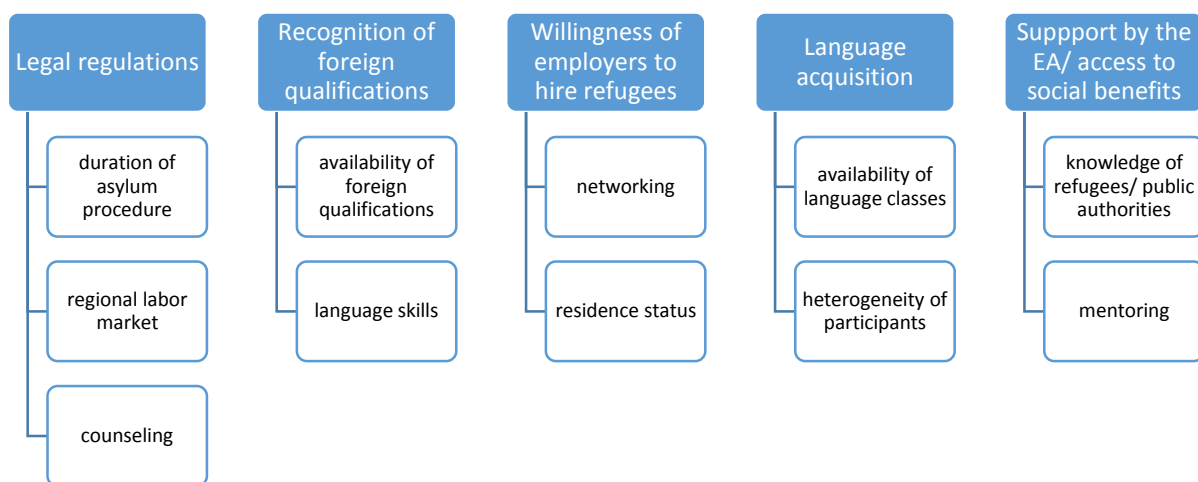 Legal regulations
duration of
asylum
procedure
regional labor
market
counseling
Recognition of
foreign
qualifications
availability of
foreign
qualifications
language skills
Willingness of
employers to
hire refugees
networking
residence status
Language
acquisition
availability of
language classes
heterogeneity of
participants
Suppport by the
EA/ access to
social benefits
knowledge of
refugees/ public
authorities
mentoring